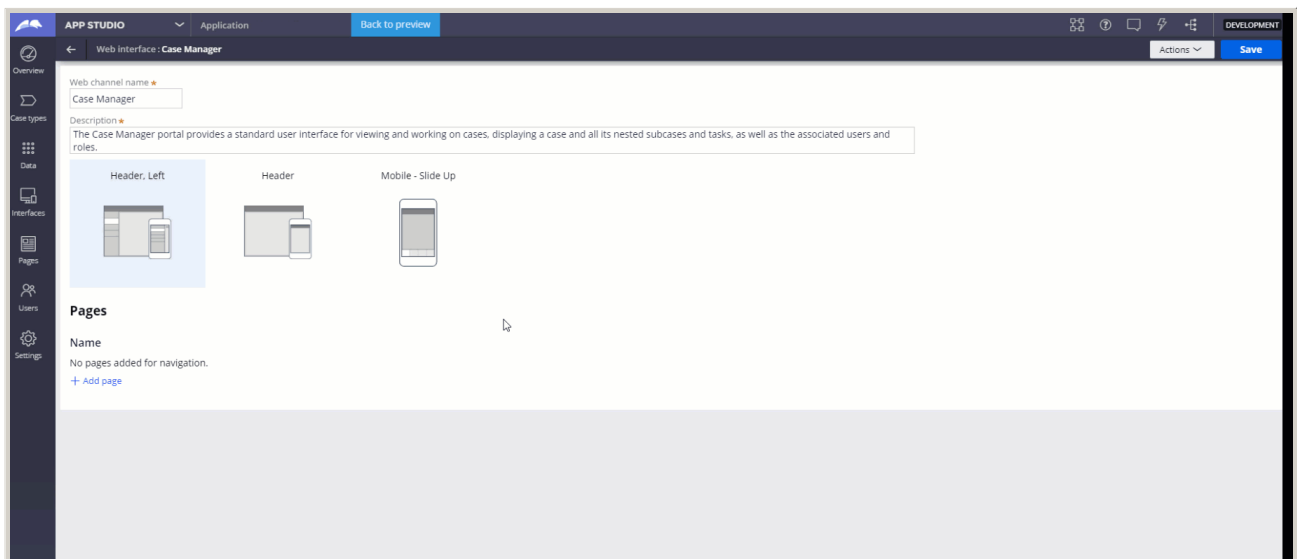 APP STUDIO Application Back to preview DEVELOPMENT
Web interface : Case Manager Actions Save
Overview
Case types
Data
Interfaces
Pages
Users
Settings
Web channel name ★
Case Manager
Description ★
The Case Manager portal provides a standard user interface for viewing and working on cases, displaying a case and all its nested subcases and tasks, as well as the associated users and
roles.
Header, Left Header Mobile - Slide Up
Pages
Name
No pages added for navigation.
+ Add page